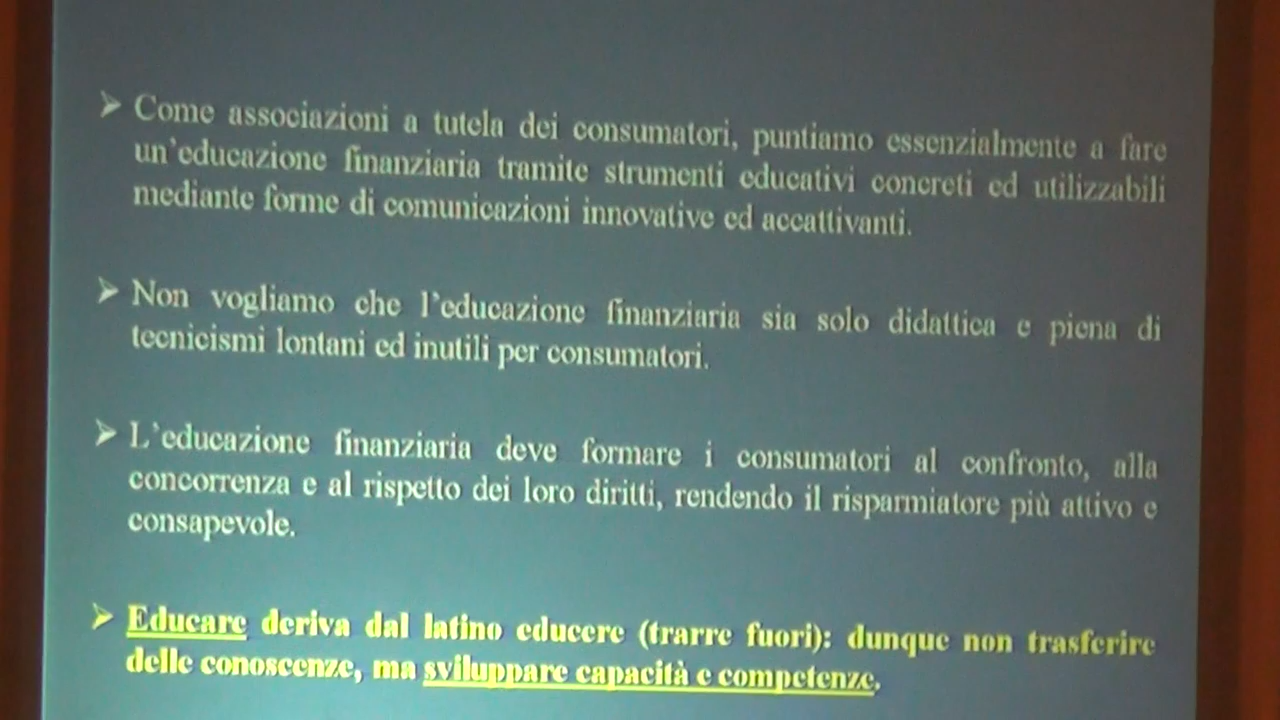 ➢ Come associazioni a tutela dei consumatori, puntiamo essenzialmente a fare
un'educazione finanziaria tramite strumenti educativi concreti ed utilizzabili
mediante forme di comunicazioni innovative ed accattivanti.
➢ Non vogliamo che l'educazione finanziaria sia solo didattica e piena di
tecnicismi lontani ed inutili per consumatori.
➢ L'educazione finanziaria deve formare i consumatori al confronto, alla
concorrenza e al rispetto dei loro diritti, rendendo il risparmiatore più attivo e
consapevole.
➢ Educare deriva dal latino educere (trarre fuori): dunque non trasferire
delle conoscenze, ma sviluppare capacità e competenze.